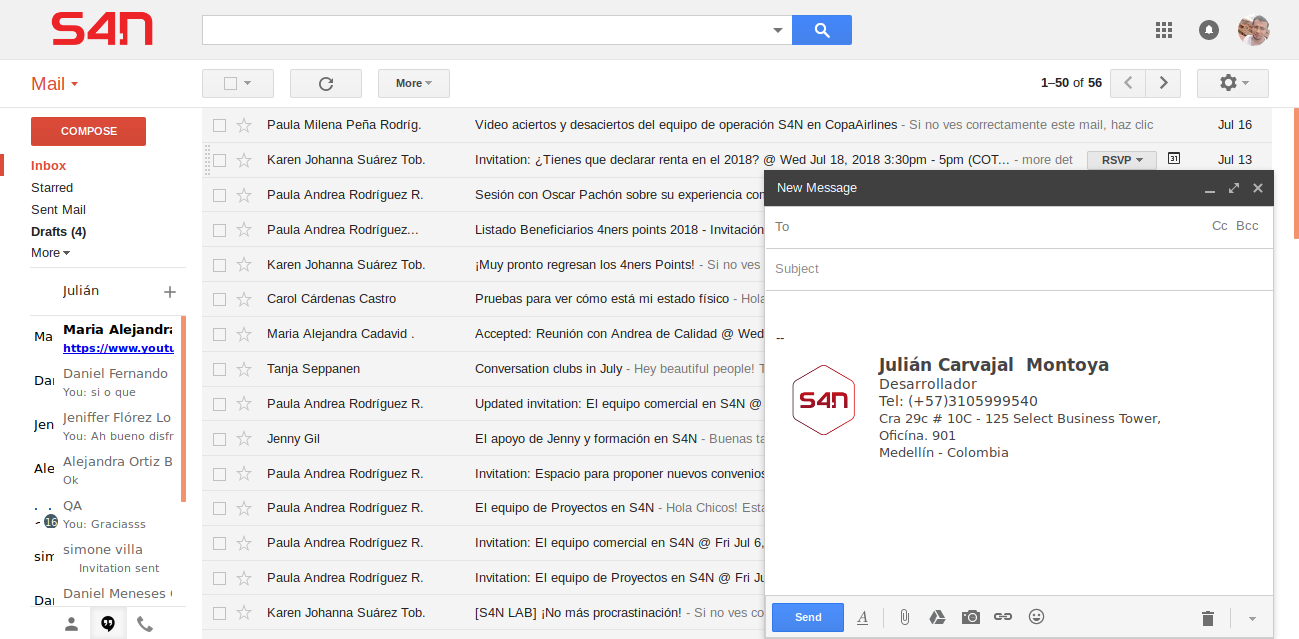 S4N
Mail
More
1–50 of 56
COMPOSE
Inbox
Starred
Sent Mail
Drafts (4)
More
Julián
Ma Maria Alejandra
https://www.youtu
Dan Daniel Fernando
You: si o que
Jen Jeniffer Flórez Lo
You: Ah bueno disfr
Ale Alejandra Ortiz B
Ok
QA
16 You: Graciasss
sim simone villa
Invitation sent
Dan Daniel Meneses
Paula Milena Peña Rodríg. Video aciertos y desaciertos del equipo de operación S4N en CopaAirlines - Si no ves correctamente este mail, haz clic Jul 16
Karen Johanna Suárez Tob. Invitation: ¿Tienes que declarar renta en el 2018? @ Wed Jul 18, 2018 3:30pm - 5pm (COT... - more det RSVP 31 Jul 13
Paula Andrea Rodríguez R. Sesión con Oscar Pachón sobre su experiencia con
Paula Andrea Rodríguez... Listado Beneficiarios 4ners points 2018 - Invitación
Karen Johanna Suárez Tob. ¡Muy pronto regresan los 4ners Points! - Si no ves
Carol Cárdenas Castro Pruebas para ver cómo está mi estado físico - Hola
Maria Alejandra Cadavid . Accepted: Reunión con Andrea de Calidad @ Wed
Tanja Seppanen Conversation clubs in July - Hey beautiful people! T
Paula Andrea Rodríguez R. Updated invitation: El equipo comercial en S4N @
Jenny Gil El apoyo de Jenny y formación en S4N - Buenas ta
Paula Andrea Rodríguez R. Invitation: Espacio para proponer nuevos convenios
Paula Andrea Rodríguez R. El equipo de Proyectos en S4N - Hola Chicos! Esta
Paula Andrea Rodríguez R. Invitation: El equipo comercial en S4N @ Fri Jul 6,
Paula Andrea Rodríguez R. Invitation: El equipo de Proyectos en S4N @ Fri Ju
Karen Johanna Suárez Tob. [S4N LAB] ¡No más procrastinación! - Si no ves co
New Message
To Cc Bcc
Subject
--
S4N
Julián Carvajal Montoya
Desarrollador
Tel: (+57)3105999540
Cra 29c # 10C - 125 Select Business Tower,
Oficína. 901
Medellín - Colombia
Send A